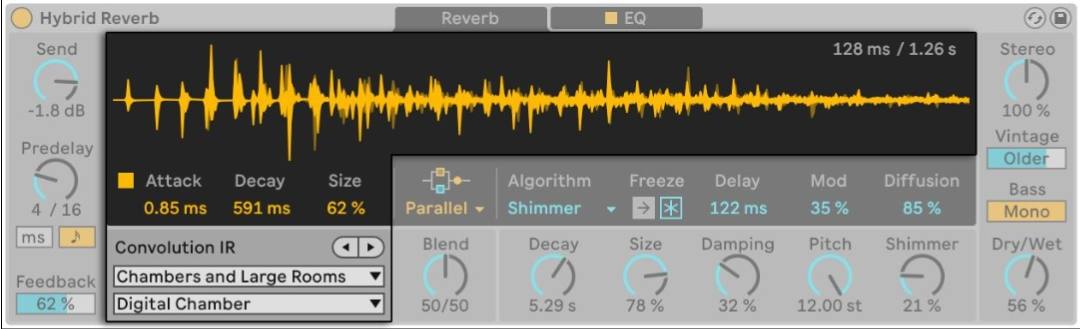 Hybrid Reverb
Reverb
EQ
Send
-1.8 dB
Predelay
4 / 16
ms
Feedback
62 %
128 ms / 1.26 s
Attack
Decay
Size
0.85 ms
591 ms
62 %
Convolution IR
Chambers and Large Rooms
Digital Chamber
Parallel
Algorithm
Shimmer
Freeze
Delay
122 ms
Mod
35 %
Diffusion
85 %
Blend
50/50
Decay
5.29 s
Size
78 %
Damping
32 %
Pitch
12.00 st
Shimmer
21 %
Stereo
100 %
Vintage
Older
Bass
Mono
Dry/Wet
56 %